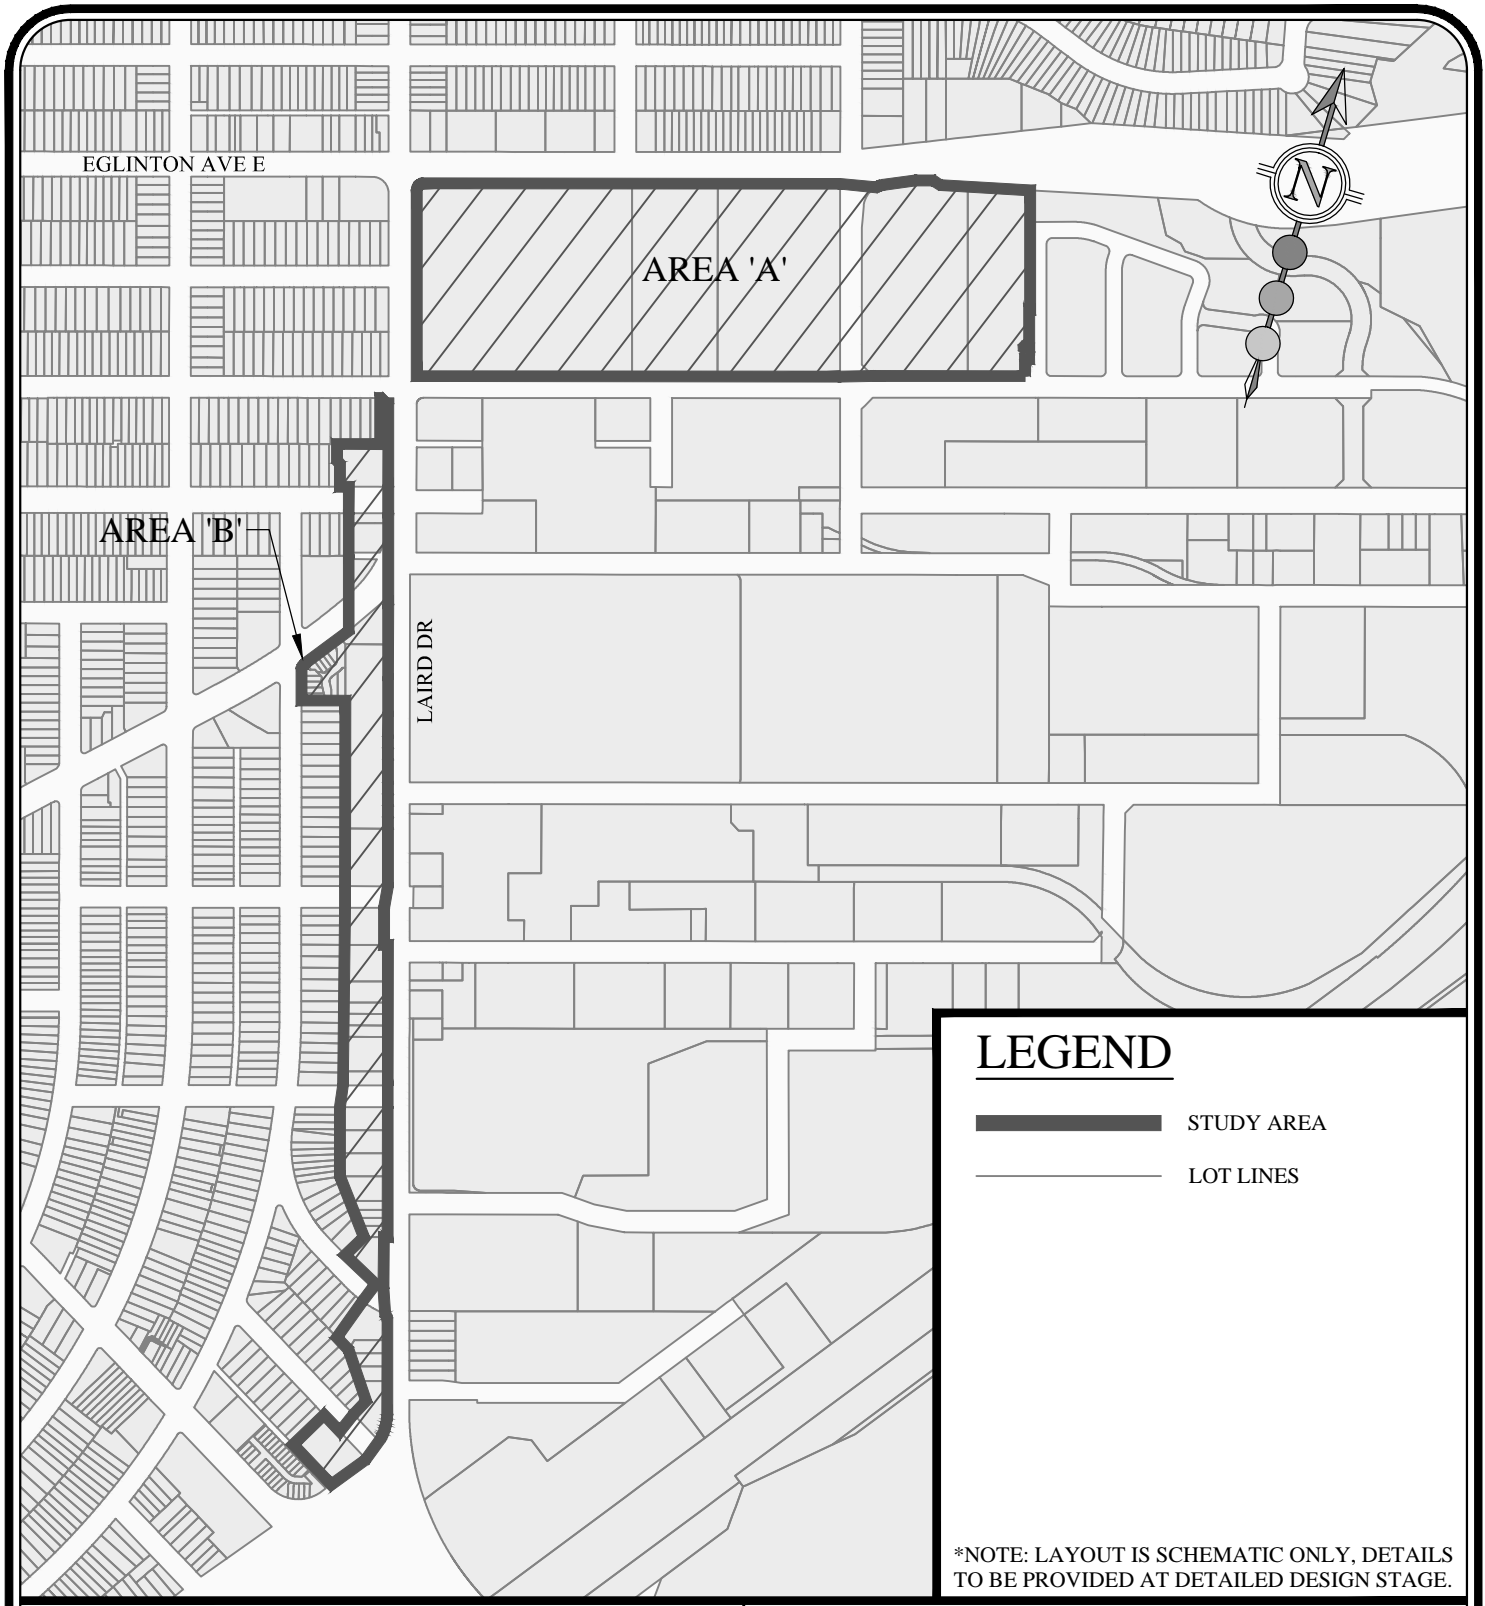 EGLINTON AVE E
N
AREA 'A'
AREA 'B'
LAIRD DR
LEGEND
STUDY AREA
LOT LINES
*NOTE: LAYOUT IS SCHEMATIC ONLY, DETAILS
TO BE PROVIDED AT DETAILED DESIGN STAGE.